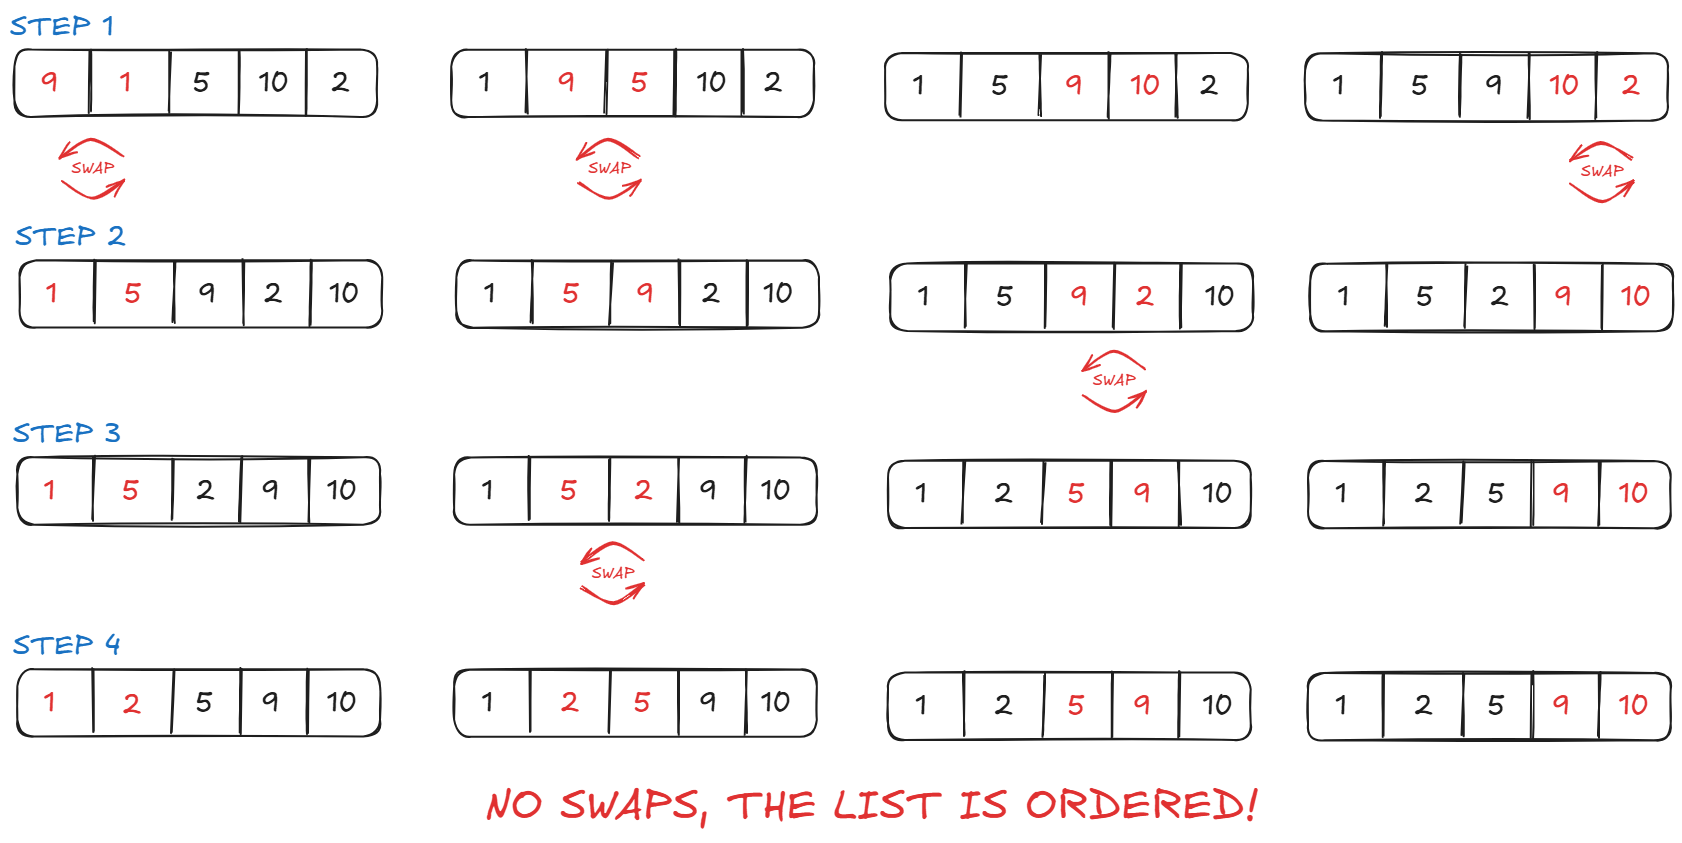 STEP 1
9 1 5 10 2
1 9 5 10 2
1 5 9 10 2
1 5 9 10 2
SWAP
SWAP
SWAP
STEP 2
1 5 9 2 10
1 5 9 2 10
1 5 9 2 10
1 5 2 9 10
SWAP
STEP 3
1 5 2 9 10
1 5 2 9 10
1 2 5 9 10
1 2 5 9 10
SWAP
STEP 4
1 2 5 9 10
1 2 5 9 10
1 2 5 9 10
1 2 5 9 10
NO SWAPS, THE LIST IS ORDERED!